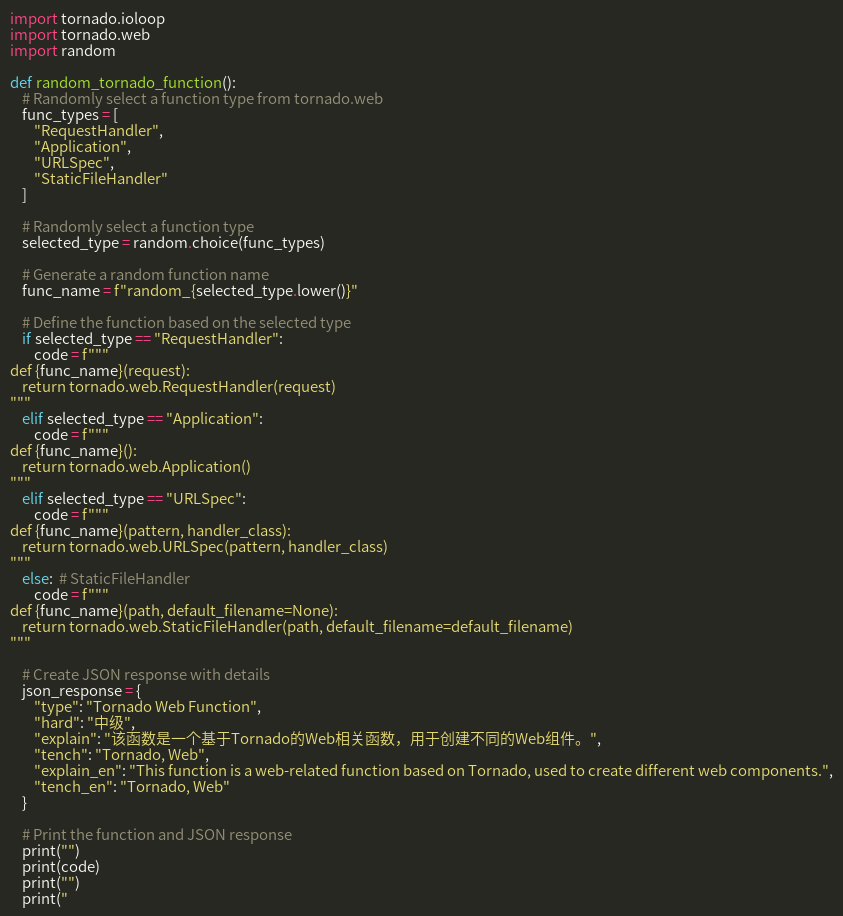 import tornado.ioloop
import tornado.web
import random

def random_tornado_function():
    # Randomly select a function type from tornado.web
    func_types = [
        "RequestHandler",
        "Application",
        "URLSpec",
        "StaticFileHandler"
    ]

    # Randomly select a function type
    selected_type = random.choice(func_types)

    # Generate a random function name
    func_name = f"random_{selected_type.lower()}"

    # Define the function based on the selected type
    if selected_type == "RequestHandler":
        code = f"""
def {func_name}(request):
    return tornado.web.RequestHandler(request)
"""
    elif selected_type == "Application":
        code = f"""
def {func_name}():
    return tornado.web.Application()
"""
    elif selected_type == "URLSpec":
        code = f"""
def {func_name}(pattern, handler_class):
    return tornado.web.URLSpec(pattern, handler_class)
"""
    else:  # StaticFileHandler
        code = f"""
def {func_name}(path, default_filename=None):
    return tornado.web.StaticFileHandler(path, default_filename=default_filename)
"""

    # Create JSON response with details
    json_response = {
        "type": "Tornado Web Function",
        "hard": "中级",
        "explain": "该函数是一个基于Tornado的Web相关函数，用于创建不同的Web组件。",
        "tench": "Tornado, Web",
        "explain_en": "This function is a web-related function based on Tornado, used to create different web components.",
        "tench_en": "Tornado, Web"
    }

    # Print the function and JSON response
    print("")
    print(code)
    print("")
    print("